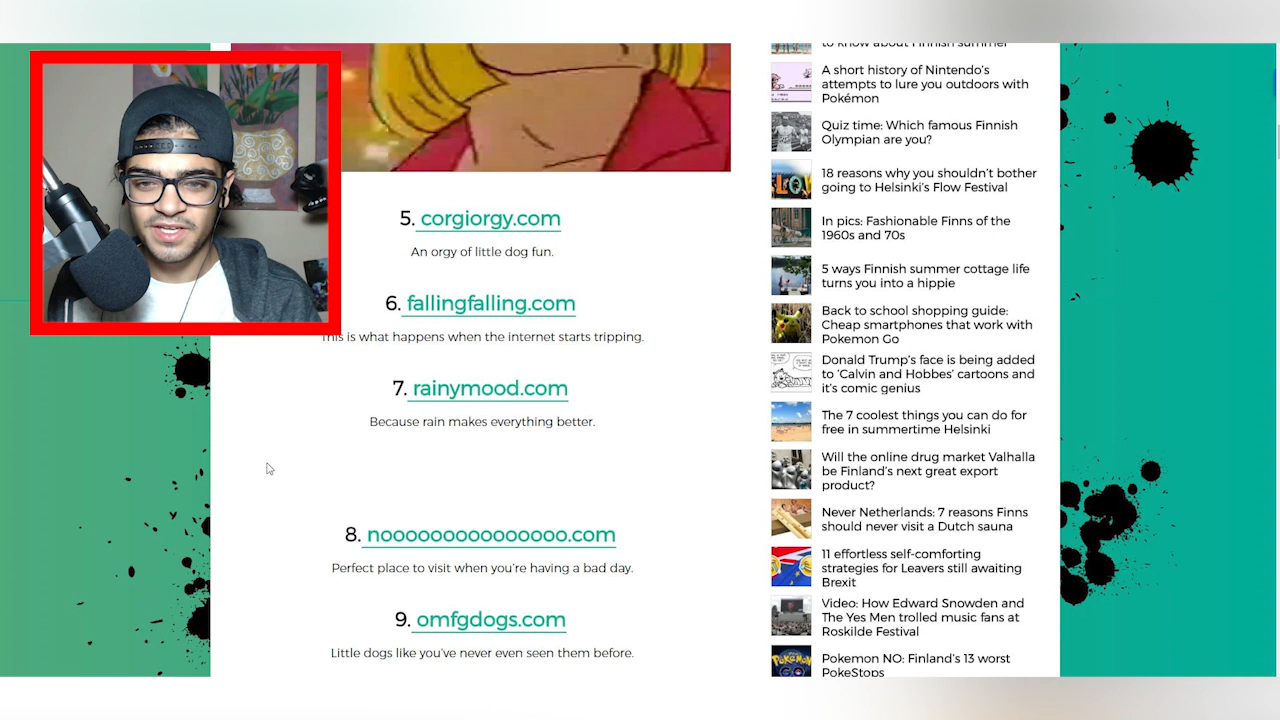 5. corgiorgy.com
An orgy of little dog fun.
6. fallingfalling.com
This is what happens when the internet starts tripping.
7. rainymood.com
Because rain makes everything better.
8. nooooooooooooooo.com
Perfect place to visit when you're having a bad day.
9. omfgdogs.com
Little dogs like you've never even seen them before.
to know about Finnish summer
A short history of Nintendo's
attempts to lure you outdoors with
Pokémon
Quiz time: Which famous Finnish
Olympian are you?
18 reasons why you shouldn't bother
going to Helsinki's Flow Festival
In pics: Fashionable Finns of the
1960s and 70s
5 ways Finnish summer cottage life
turns you into a hippie
Back to school shopping guide:
Cheap smartphones that work with
Pokemon Go
Donald Trump's face is being added
to 'Calvin and Hobbes' cartoons and
it's comic genius
The 7 coolest things you can do for
free in summertime Helsinki
Will the online drug market Valhalla
be Finland's next great export
product?
Never Netherlands: 7 reasons Finns
should never visit a Dutch sauna
11 effortless self-comforting
strategies for Leavers still awaiting
Brexit
Video: How Edward Snowden and
The Yes Men trolled music fans at
Roskilde Festival
Pokemon NO: Finland's 13 worst
PokeStops